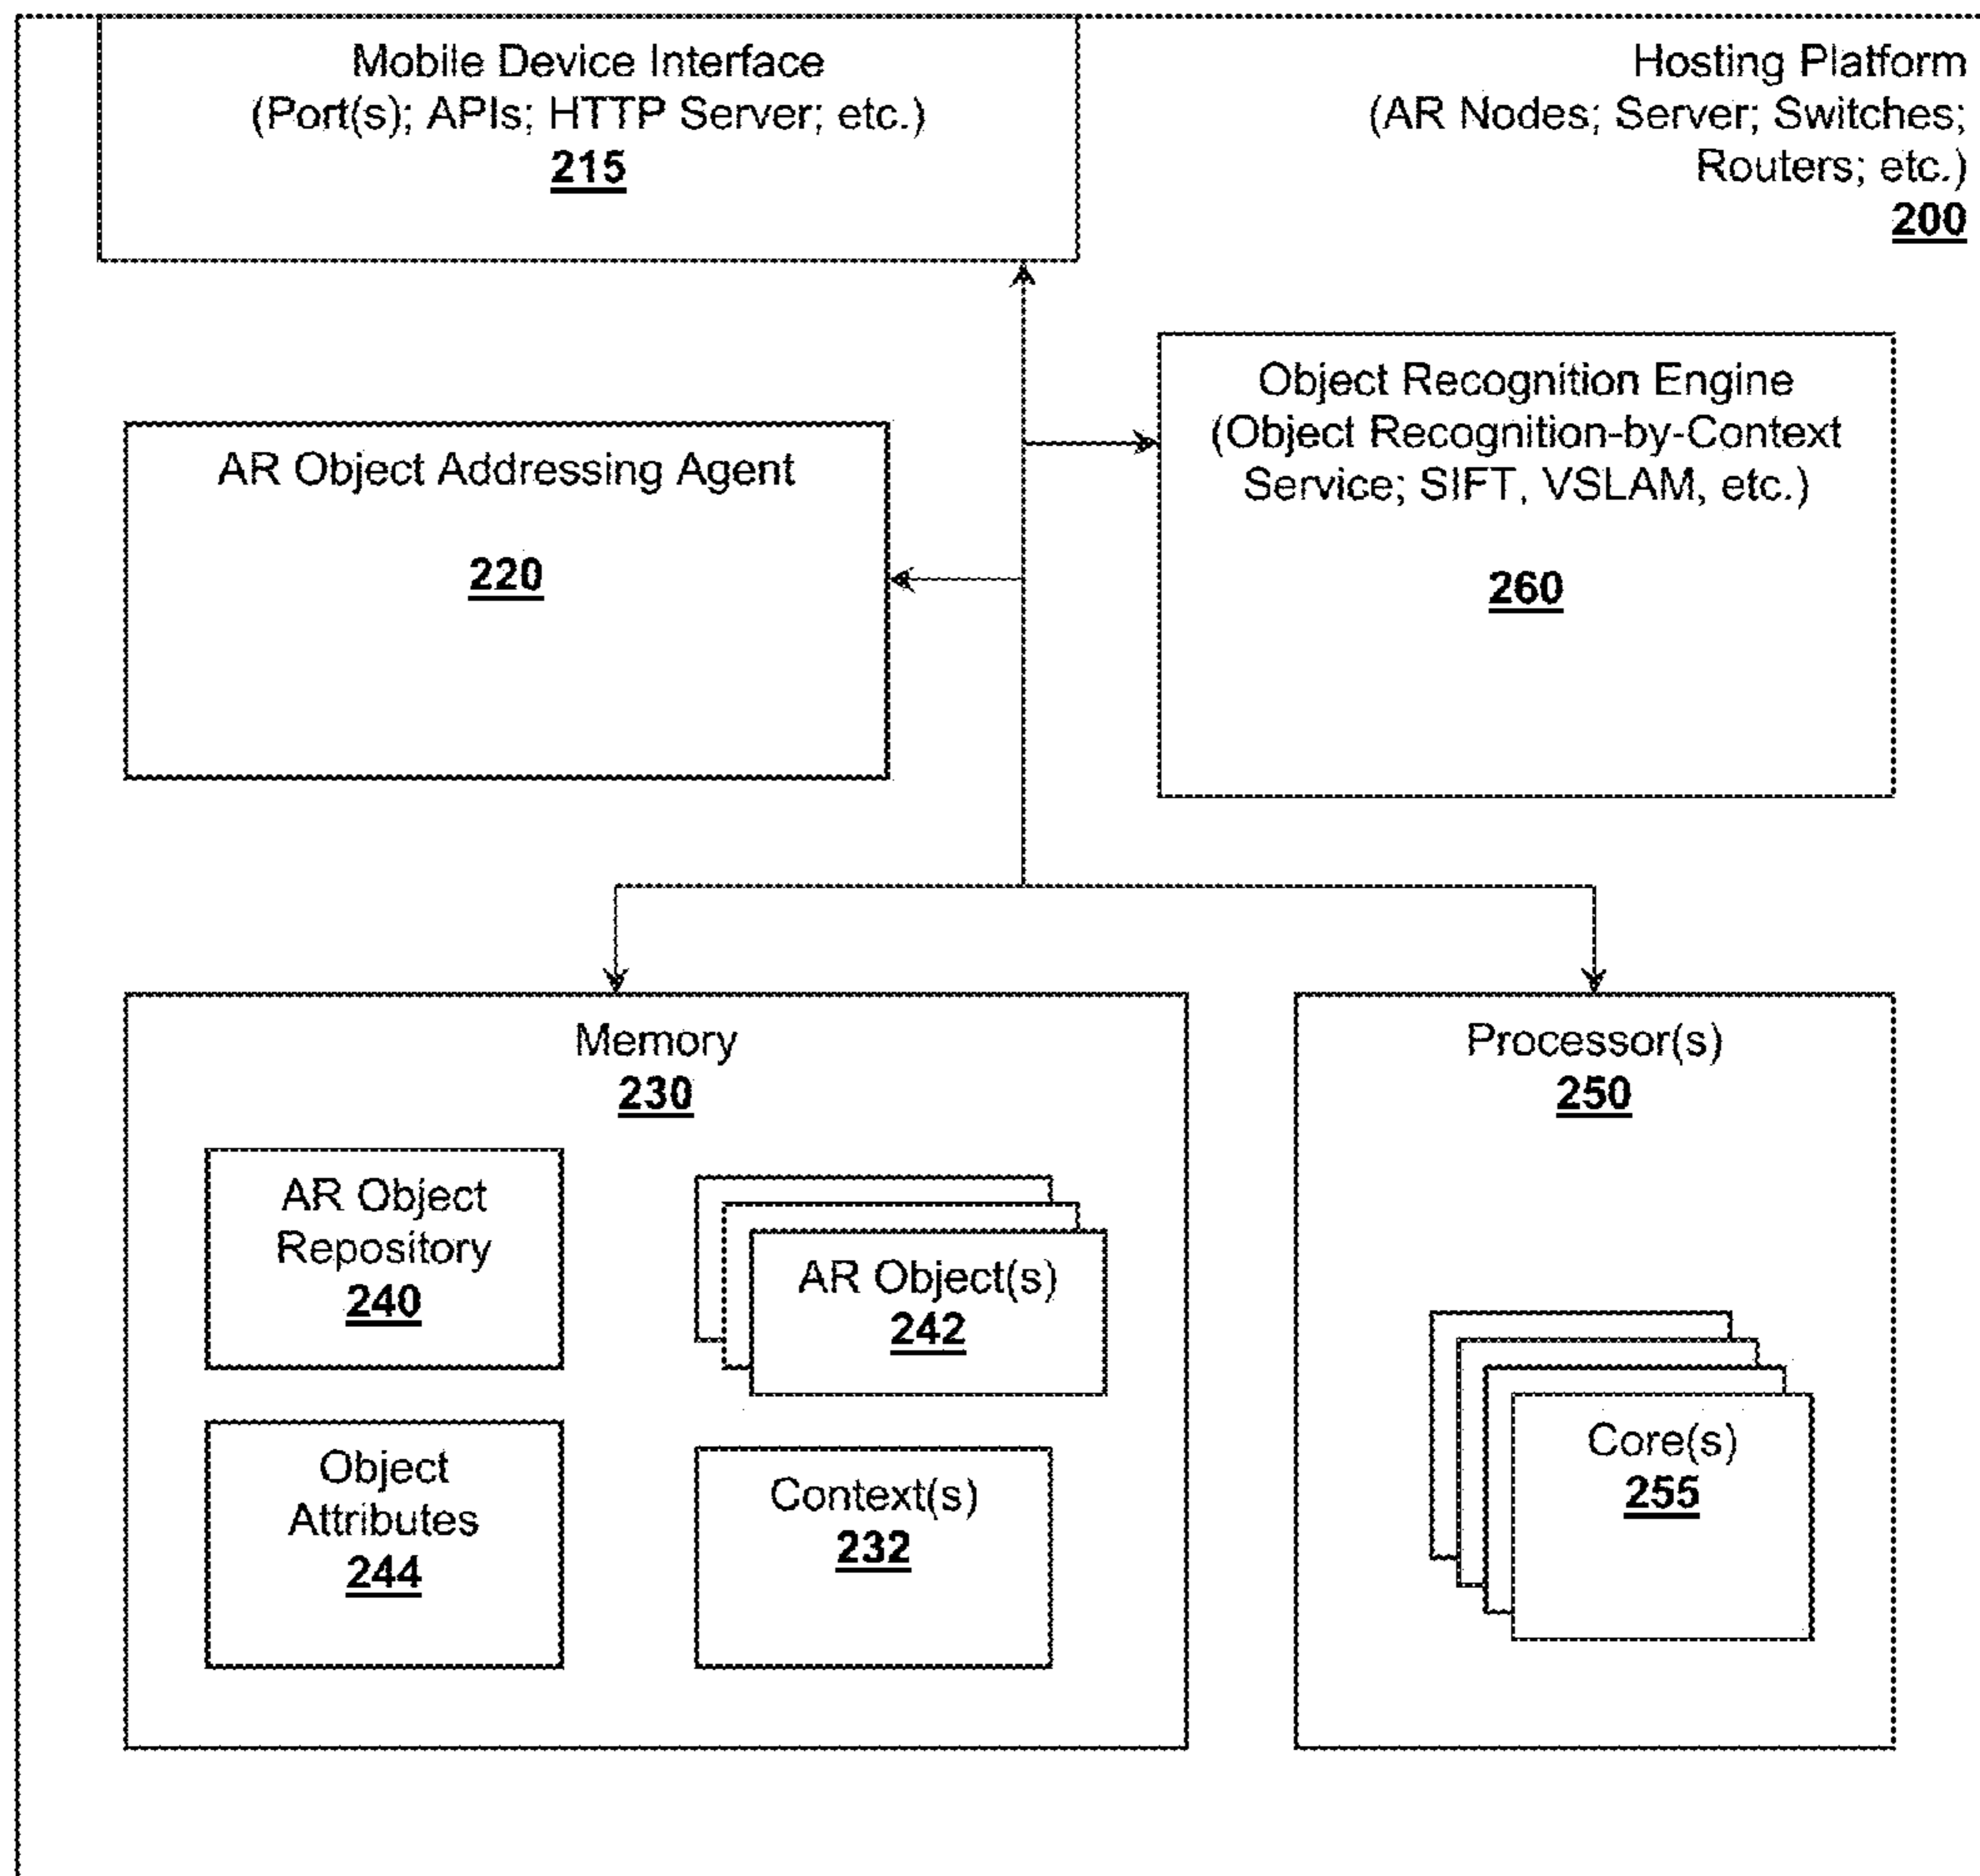 Mobile Device Interface
(Port(s); APIs; HTTP Server; etc.)
215
Hosting Platform
(AR Nodes; Server; Switches;
Routers; etc.)
200
Object Recognition Engine
(Object Recognition-by-Context
Service; SIFT, VSLAM, etc.)
260
AR Object Addressing Agent
220
Memory
230
AR Object
Repository
240
AR Object(s)
242
Object
Attributes
244
Context(s)
232
Processor(s)
250
Core(s)
255